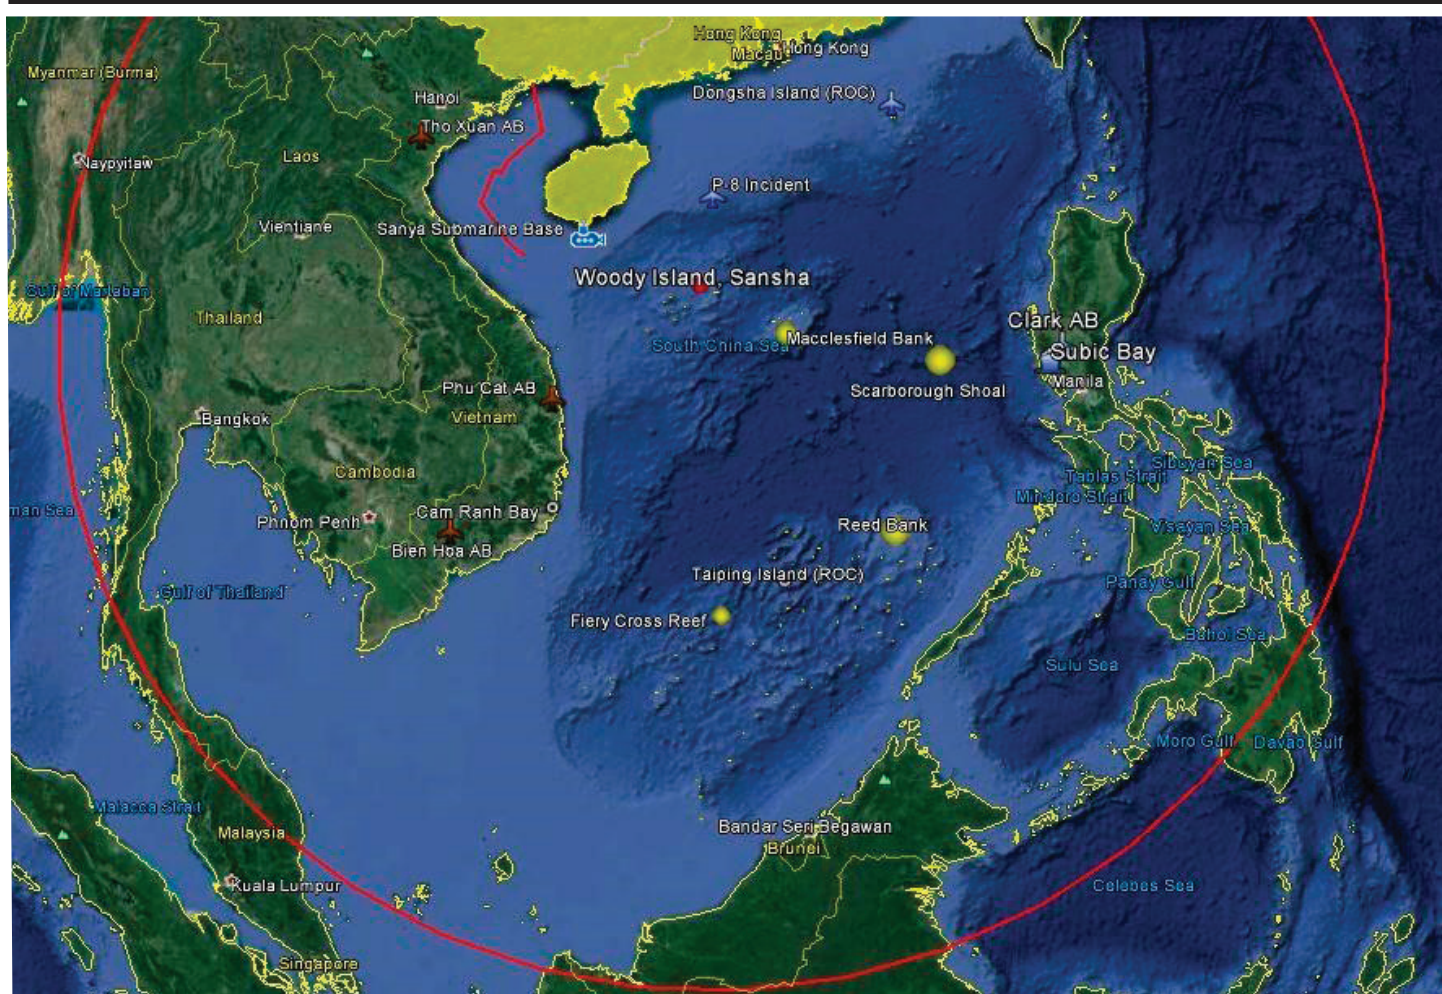 Hong Kong
Macau
Hong Kong
Myanmar (Burma)
Hanoi
Dongsha Island (ROC)
Tho Xuan AB
Laos
Naypyitaw
P-8 Incident
Vientiane
Sanya Submarine Base
Woody Island, Sansha
Gulf of Martaban
Thailand
Clark AB
Macclesfield Bank
South China Sea
Subic Bay
Manila
Phu Cat AB
Scarborough Shoal
Vietnam
Bangkok
Cambodia
Sibuyan Sea
Tablas Strait
Mindoro Strait
man Sea
Cam Ranh Bay
Phnom Penh
Reed Bank
Visayan Sea
Bien Hoa AB
Taiping Island (ROC)
Panay Gulf
Gulf of Thailand
Fiery Cross Reef
Bohol Sea
Sulu Sea
Moro Gulf
Davao Gulf
Malacca Strait
Malaysia
Bandar Seri Begawan
Brunei
Kuala Lumpur
Celebes Sea
Singapore